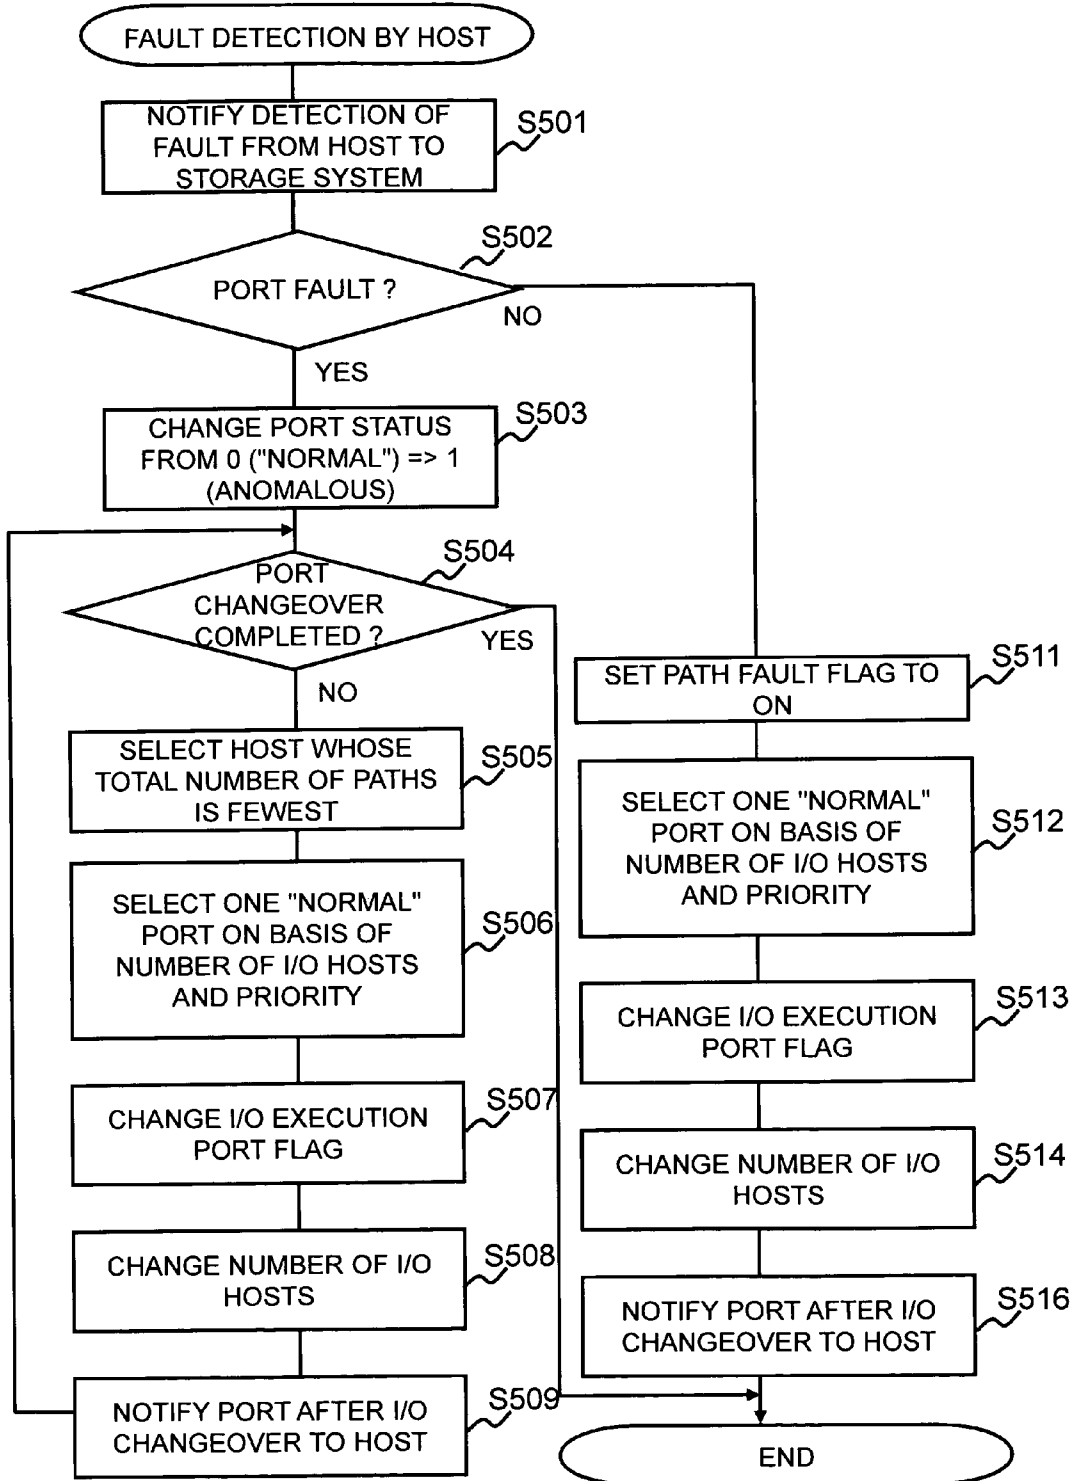 FAULT DETECTION BY HOST
NOTIFY DETECTION OF
FAULT FROM HOST TO
STORAGE SYSTEM
S501
S502
PORT FAULT ?
NO
YES
CHANGE PORT STATUS
FROM 0 ("NORMAL") => 1
(ANOMALOUS)
S503
S504
PORT
CHANGEOVER
COMPLETED ?
YES
NO
SELECT HOST WHOSE
TOTAL NUMBER OF PATHS
IS FEWEST
S505
SELECT ONE "NORMAL"
PORT ON BASIS OF
NUMBER OF I/O HOSTS
AND PRIORITY
S506
CHANGE I/O EXECUTION
PORT FLAG
S507
CHANGE NUMBER OF I/O
HOSTS
S508
NOTIFY PORT AFTER I/O
CHANGEOVER TO HOST
S509
SET PATH FAULT FLAG TO
ON
S511
SELECT ONE "NORMAL"
PORT ON BASIS OF
NUMBER OF I/O HOSTS
AND PRIORITY
S512
CHANGE I/O EXECUTION
PORT FLAG
S513
CHANGE NUMBER OF I/O
HOSTS
S514
NOTIFY PORT AFTER I/O
CHANGEOVER TO HOST
S516
END